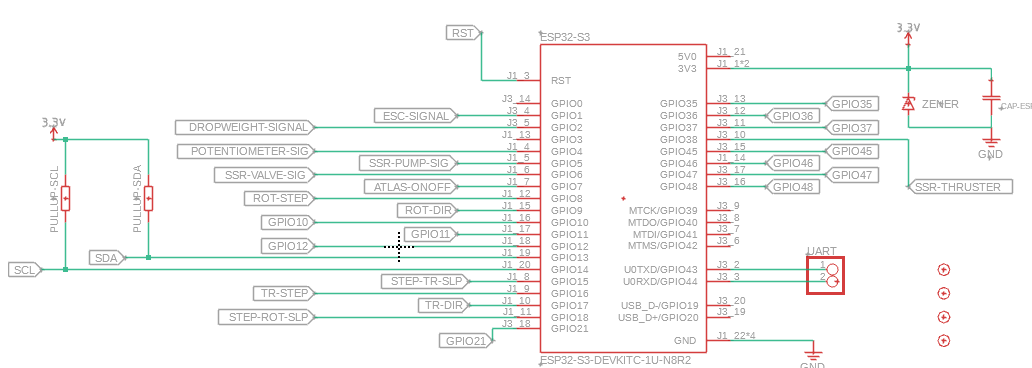 RST
ESP32-S3
3.3V
5V0 J1 21
J1 3 RST
3V3 J1 1*2
J3 14 GPIO0
GPIO35 J3 13 GPIO35
ZENER
ESC-SIGNAL J3 4 GPIO1
GPIO36 J3 12 GPIO36
3.3V
DROPWEIGHT-SIGNAL J3 5 GPIO2
GPIO37 J3 11 GPIO37
J1 13 GPIO3
GPIO38 J3 10
POTENTIOMETER-SIG J1 4 GPIO4
GPIO45 J3 15 GPIO45
GND
SSR-PUMP-SIG J1 5 GPIO5
GPIO46 J1 14 GPIO46
SSR-VALVE-SIG J1 6 GPIO6
GPIO47 J3 17 GPIO47
ATLAS-ONOFF J1 7 GPIO7
GPIO48 J3 16 GPIO48
SSR-THRUSTER
PULLUP-SCL
PULLUP-SDA
ROT-STEP J1 12 GPIO8
ROT-DIR J1 15 GPIO9
MTCK/GPIO39 J3 9
GPIO10 J1 16 GPIO10
MTDO/GPIO40 J3 8
GPIO11 J1 17 GPIO11
MTDI/GPIO41 J3 7
GPIO12 J1 18 GPIO12
MTMS/GPIO42 J3 6
UART
SDA J1 19 GPIO13
SCL J1 20 GPIO14
U0TXD/GPIO43 J3 2
1
STEP-TR-SLP J1 8 GPIO15
U0RXD/GPIO44 J3 3
2
TR-STEP J1 9 GPIO16
TR-DIR J1 10 GPIO17
USB_D-/GPIO19 J3 20
STEP-ROT-SLP J1 11 GPIO18
USB_D+/GPIO20 J3 19
J3 18 GPIO21
GPIO21
GND J1 22*4
ESP32-S3-DEVKITC-1U-N8R2
GND